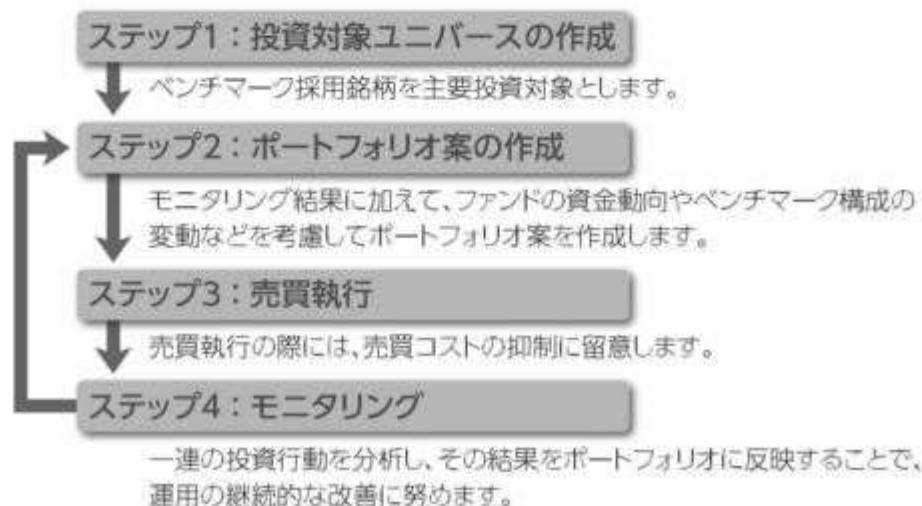 ステップ1：投資対象ユニバースの作成
ベンチマーク採用銘柄を主要投資対象とします。
ステップ2：ポートフォリオ案の作成
モニタリング結果に加えて、ファンドの資金動向やベンチマーク構成の
変動などを考慮してポートフォリオ案を作成します。
ステップ3：売買執行
売買執行の際には、売買コストの抑制に留意します。
ステップ4：モニタリング
一連の投資行動を分析し、その結果をポートフォリオに反映することで、
運用の継続的な改善に努めます。